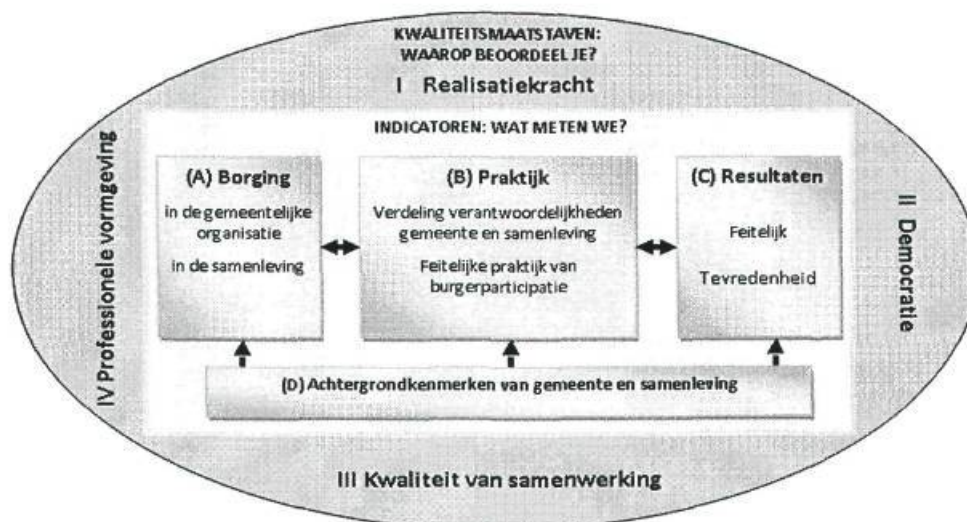 KWALITEITSMAATSTAVEN:
WAAROP BEOORDEEL JE?
I Realisatiekracht
INDICATOREN: WAT METEN WE?
(A) Borging
in de gemeentelijke
organisatie
in de samenleving
(B) Praktijk
Verdeling verantwoordelijkheden
gemeente en samenleving
Feitelijke praktijk van
burgerparticipatie
(C) Resultaten
Feitelijk
Tevredenheid
(D) Achtergrondkenmerken van gemeente en samenleving
II Democratie
III Kwaliteit van samenwerking
IV Professionele vormgeving